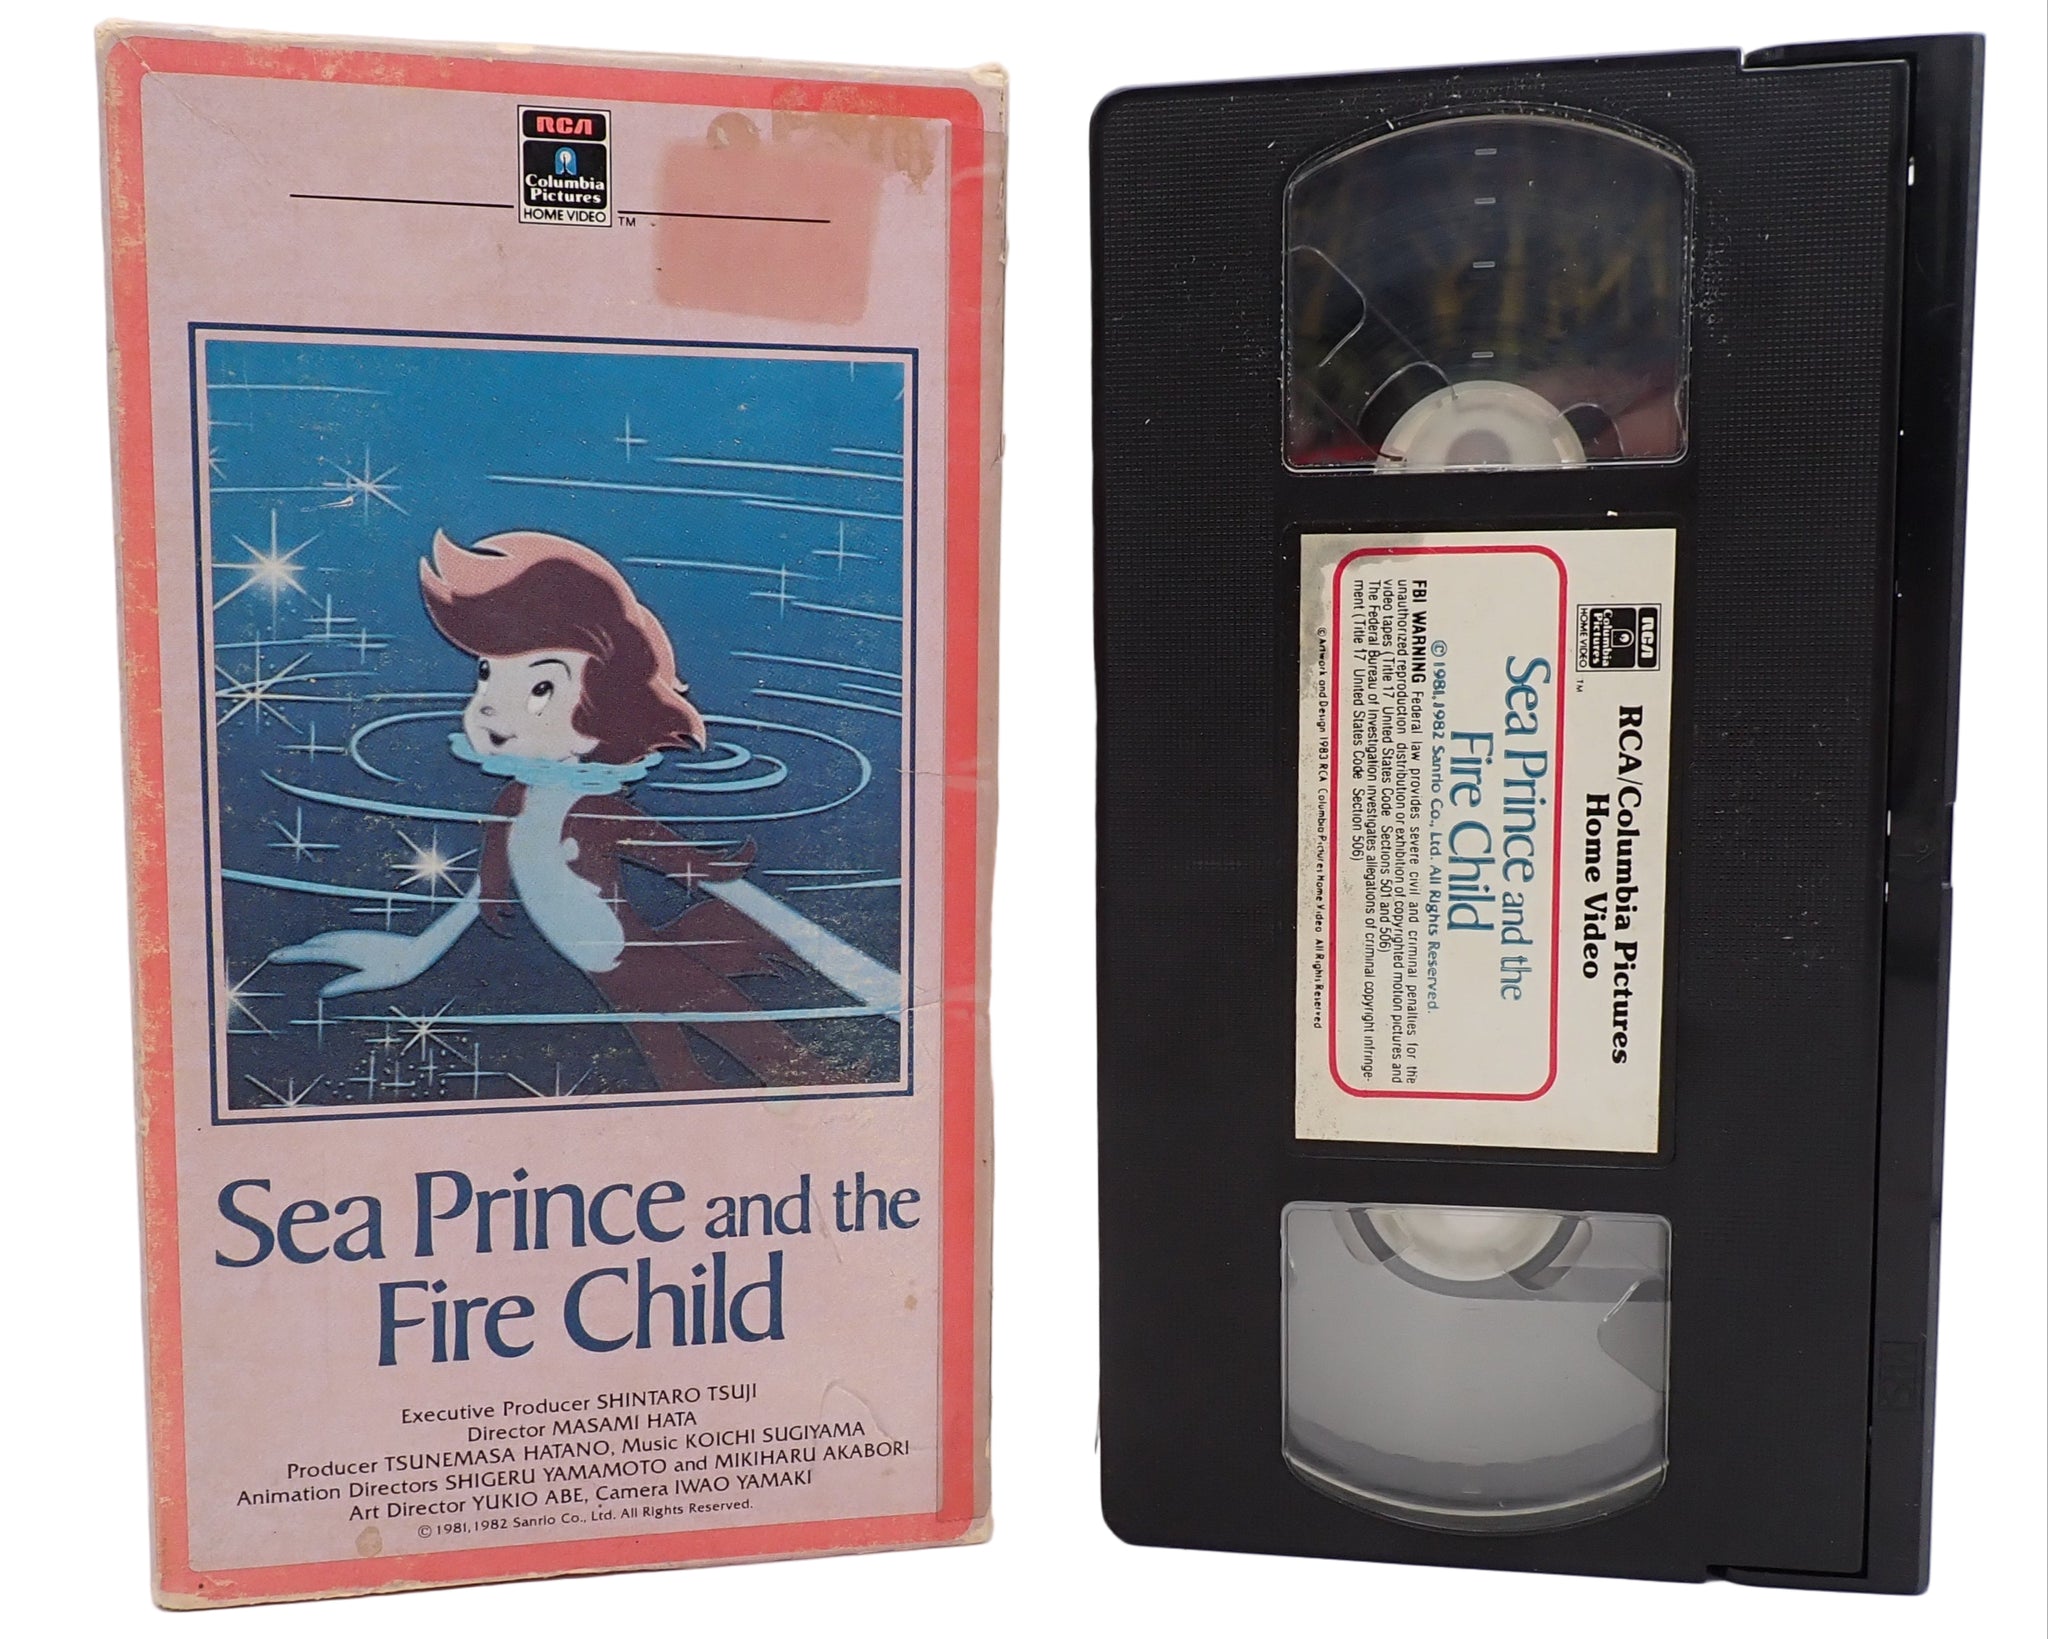 RCA
Columbia
Pictures
HOME VIDEO TM
Sea Prince and the
Fire Child
Executive Producer SHINTARO TSUJI
Director MASAMI HATA
Producer TSUNEMASA HATANO, Music KOICHI SUGIYAMA
Animation Directors SHIGERU YAMAMOTO and MIKIHARU AKABORI
Art Director YUKIO ABE, Camera IWAO YAMAKI
© 1981, 1982 Sanrio Co., Ltd. All Rights Reserved.
RCA
Columbia
Pictures
HOME VIDEO TM
RCA/Columbia Pictures
Home Video
Sea Prince and the
Fire Child
© 1981, 1982 Sanrio Co., Ltd. All Rights Reserved.
FBI WARNING Federal law provides severe civil and criminal penalties for the
unauthorized reproduction distribution or exhibition of copyrighted motion pictures and
video tapes (Title 17 United States Code Sections 501 and 506)
The Federal Bureau of Investigation investigates allegations of criminal copyright infringe-
ment (Title 17 United States Code Section 506)
© Artwork and Design 1983 RCA Columbia Pictures Home Video All Rights Reserved
VHS